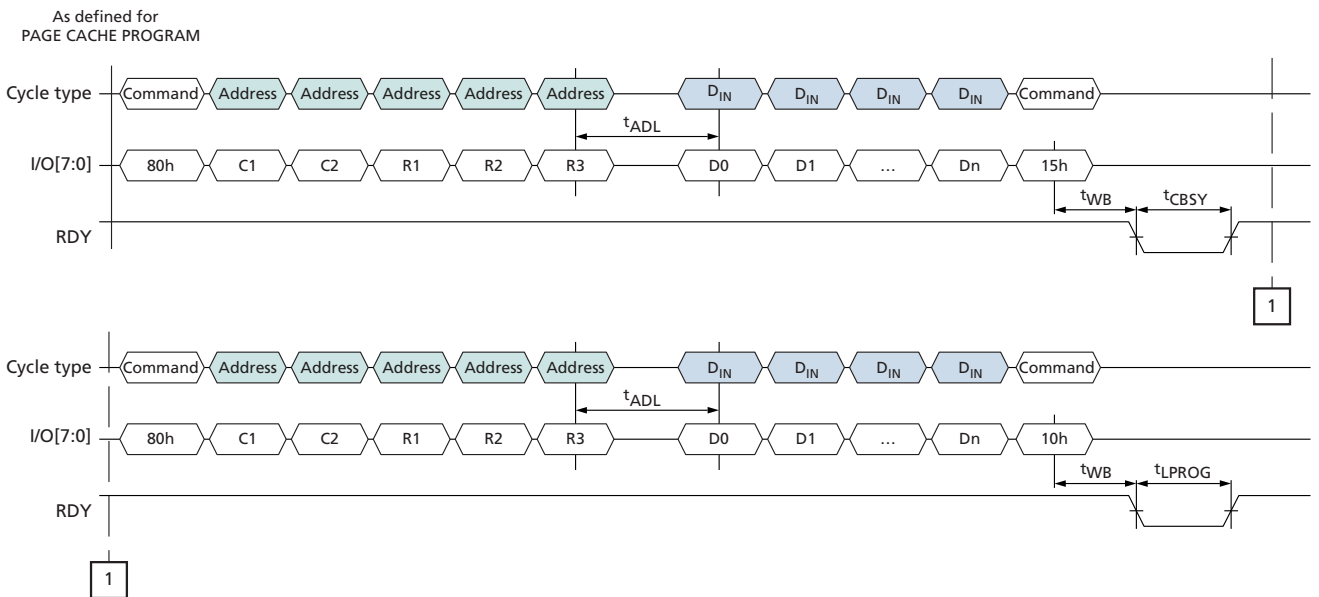 As defined for
PAGE CACHE PROGRAM
Cycle type Command Address Address Address Address Address DIN DIN DIN DIN Command
tADL
I/O[7:0] 80h C1 C2 R1 R2 R3 D0 D1 … Dn 15h
tWB tCBSY
RDY
1
Cycle type Command Address Address Address Address Address DIN DIN DIN DIN Command
tADL
I/O[7:0] 80h C1 C2 R1 R2 R3 D0 D1 … Dn 10h
tWB tLPROG
RDY
1